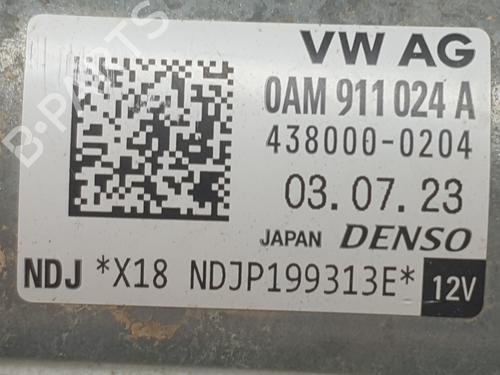 VW AG
0AM 911 024 A
438000-0204
03.07.23
JAPAN DENSO
NDJ *X18 NDJP199313E* 12V
B-PARTS